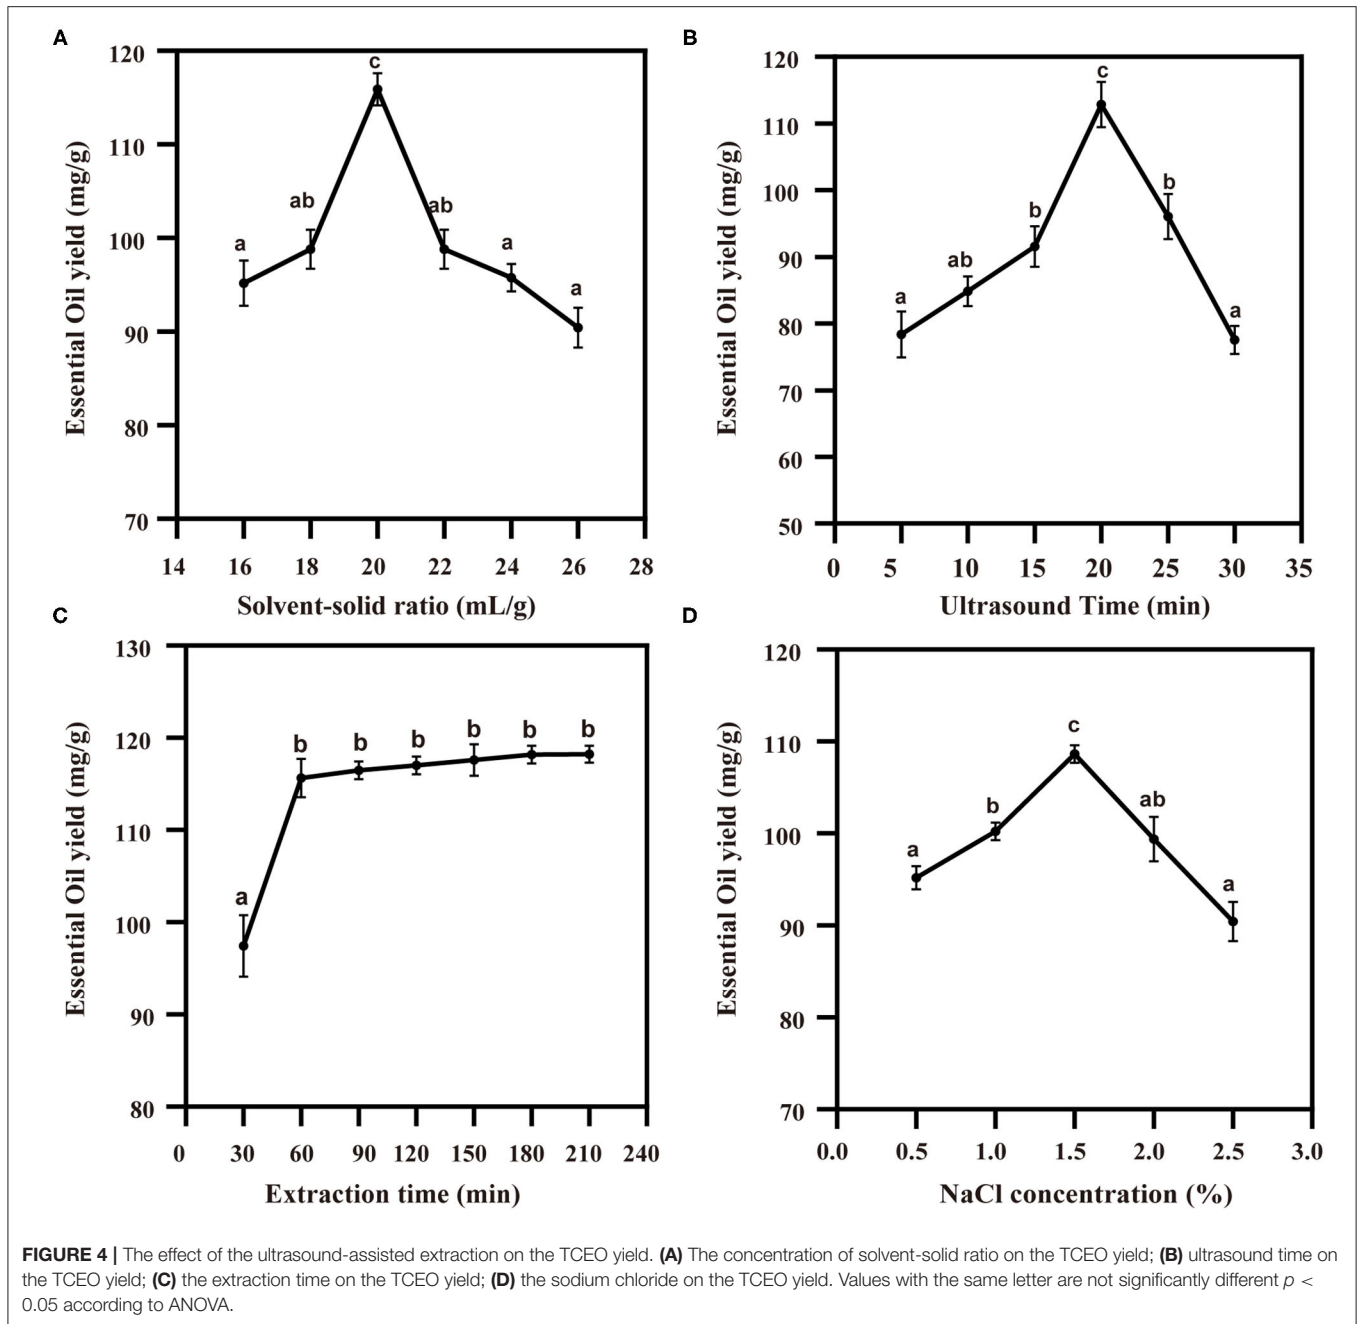 A
120
110
100
90
80
70
14 16 18 20 22 24 26 28
Essential Oil yield (mg/g)
Solvent-solid ratio (mL/g)
a
ab
c
ab
a
a
B
120
110
100
90
80
70
60
50
0 5 10 15 20 25 30 35
Essential Oil yield (mg/g)
Ultrasound Time (min)
a
ab
b
c
b
a
C
130
120
110
100
90
80
0 30 60 90 120 150 180 210 240
Essential Oil yield (mg/g)
Extraction time (min)
a
b
b
b
b
b
b
D
120
110
100
90
80
70
0.0 0.5 1.0 1.5 2.0 2.5 3.0
Essential Oil yield (mg/g)
NaCl concentration (%)
a
b
c
ab
a
FIGURE 4 | The effect of the ultrasound-assisted extraction on the TCEO yield. (A) The concentration of solvent-solid ratio on the TCEO yield; (B) ultrasound time on
the TCEO yield; (C) the extraction time on the TCEO yield; (D) the sodium chloride on the TCEO yield. Values with the same letter are not significantly different p <
0.05 according to ANOVA.